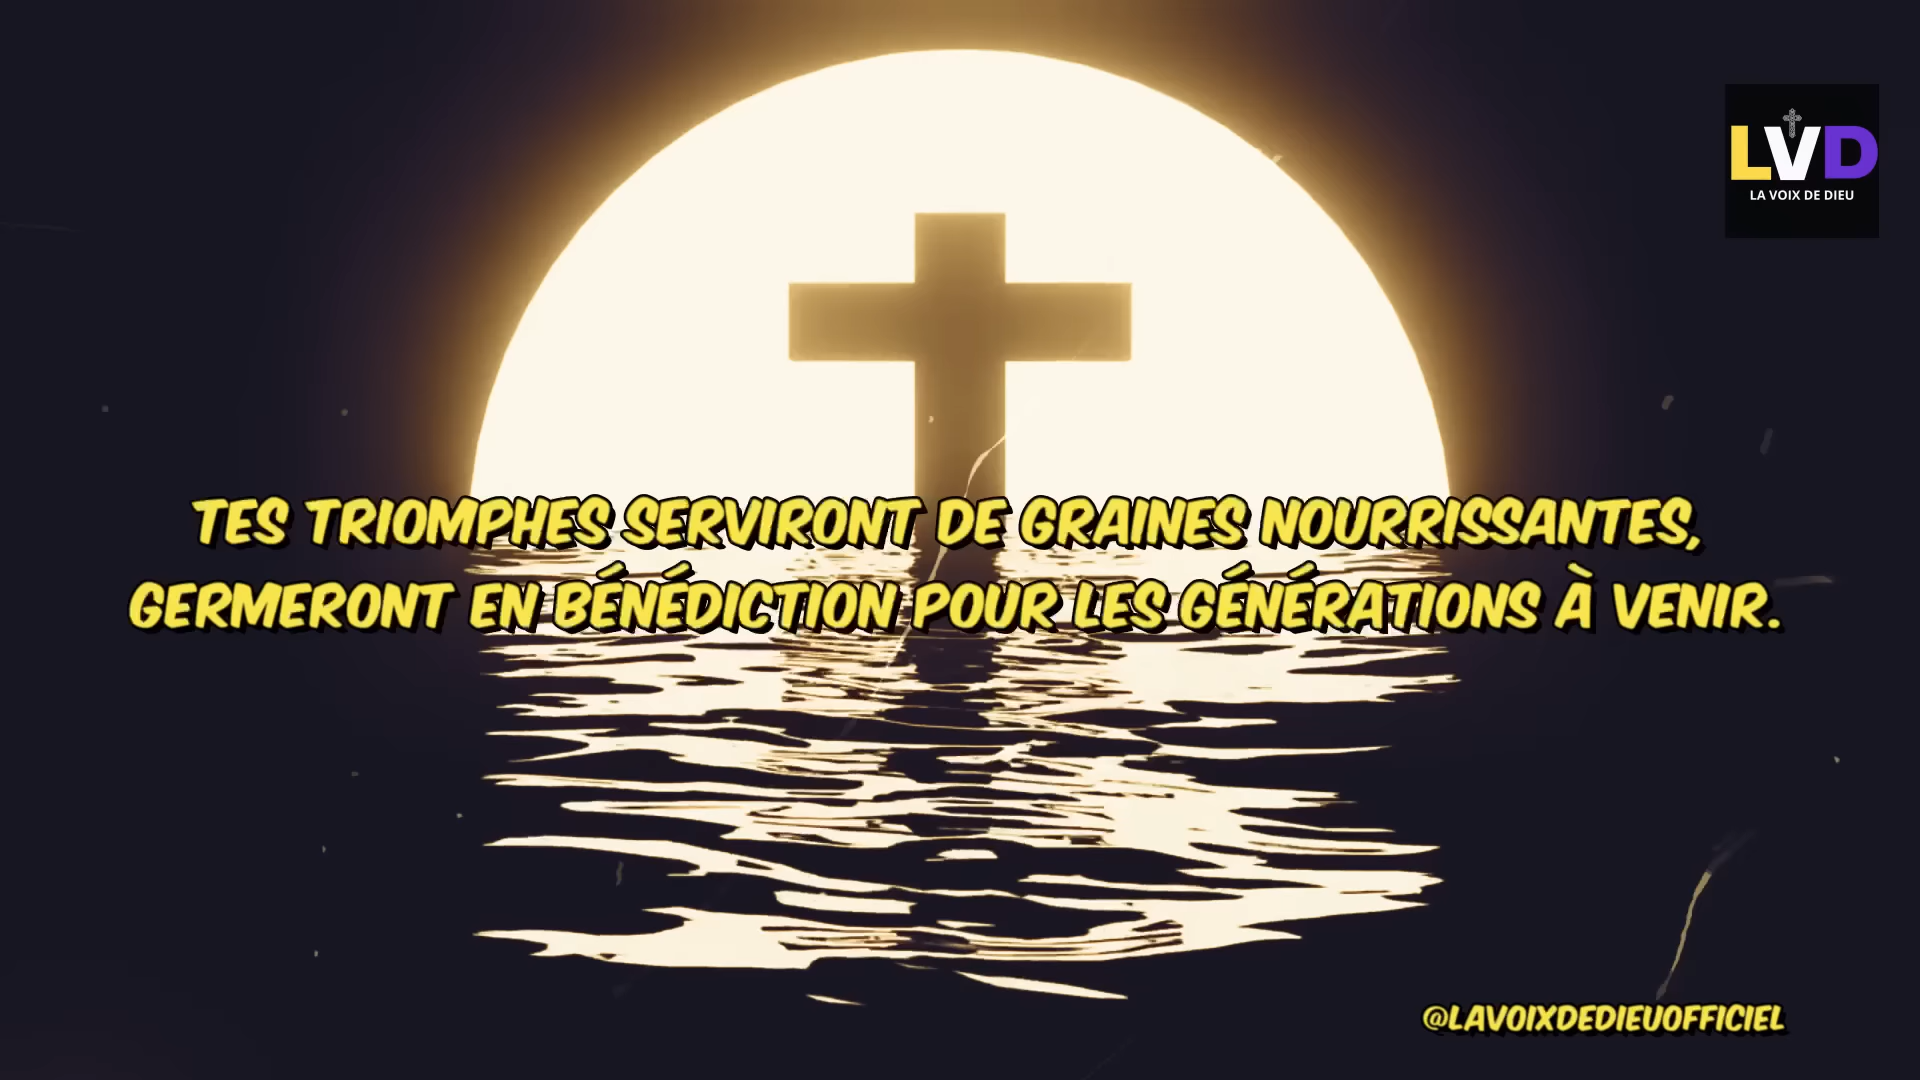 LVD
LA VOIX DE DIEU
TES TRIOMPHES SERVIRONT DE GRAINES NOURRISSANTES,
GERMERONT EN BÉNÉDICTION POUR LES GÉNÉRATIONS À VENIR.
@LAVOIXDEDIEUOFFICIEL